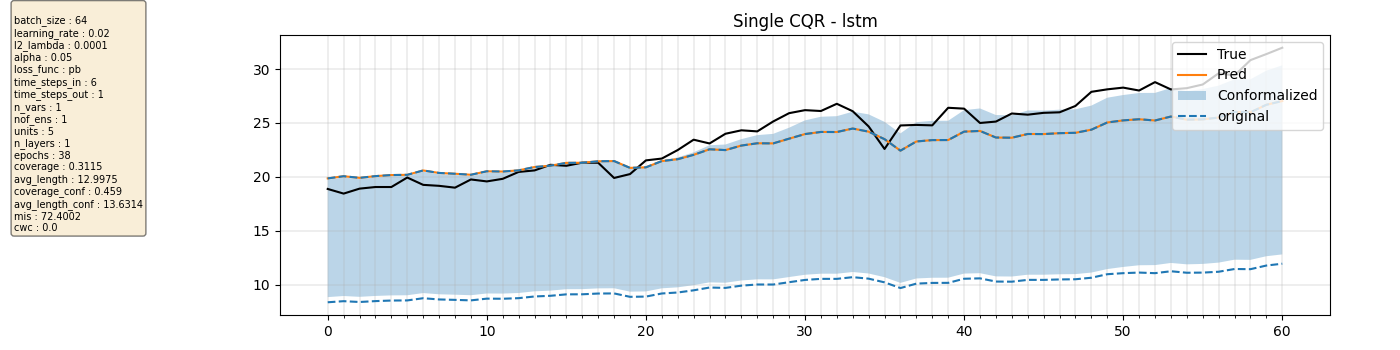 batch_size : 64
learning_rate : 0.02
l2_lambda : 0.0001
alpha : 0.05
loss_func : pb
time_steps_in : 6
time_steps_out : 1
n_vars : 1
nof_ens : 1
units : 5
n_layers : 1
epochs : 38
coverage : 0.3115
avg_length : 12.9975
coverage_conf : 0.459
avg_length_conf : 13.6314
mis : 72.4002
cwc : 0.0
Single CQR - lstm
30
25
20
15
10
0 10 20 30 40 50 60
True
Pred
Conformalized
original